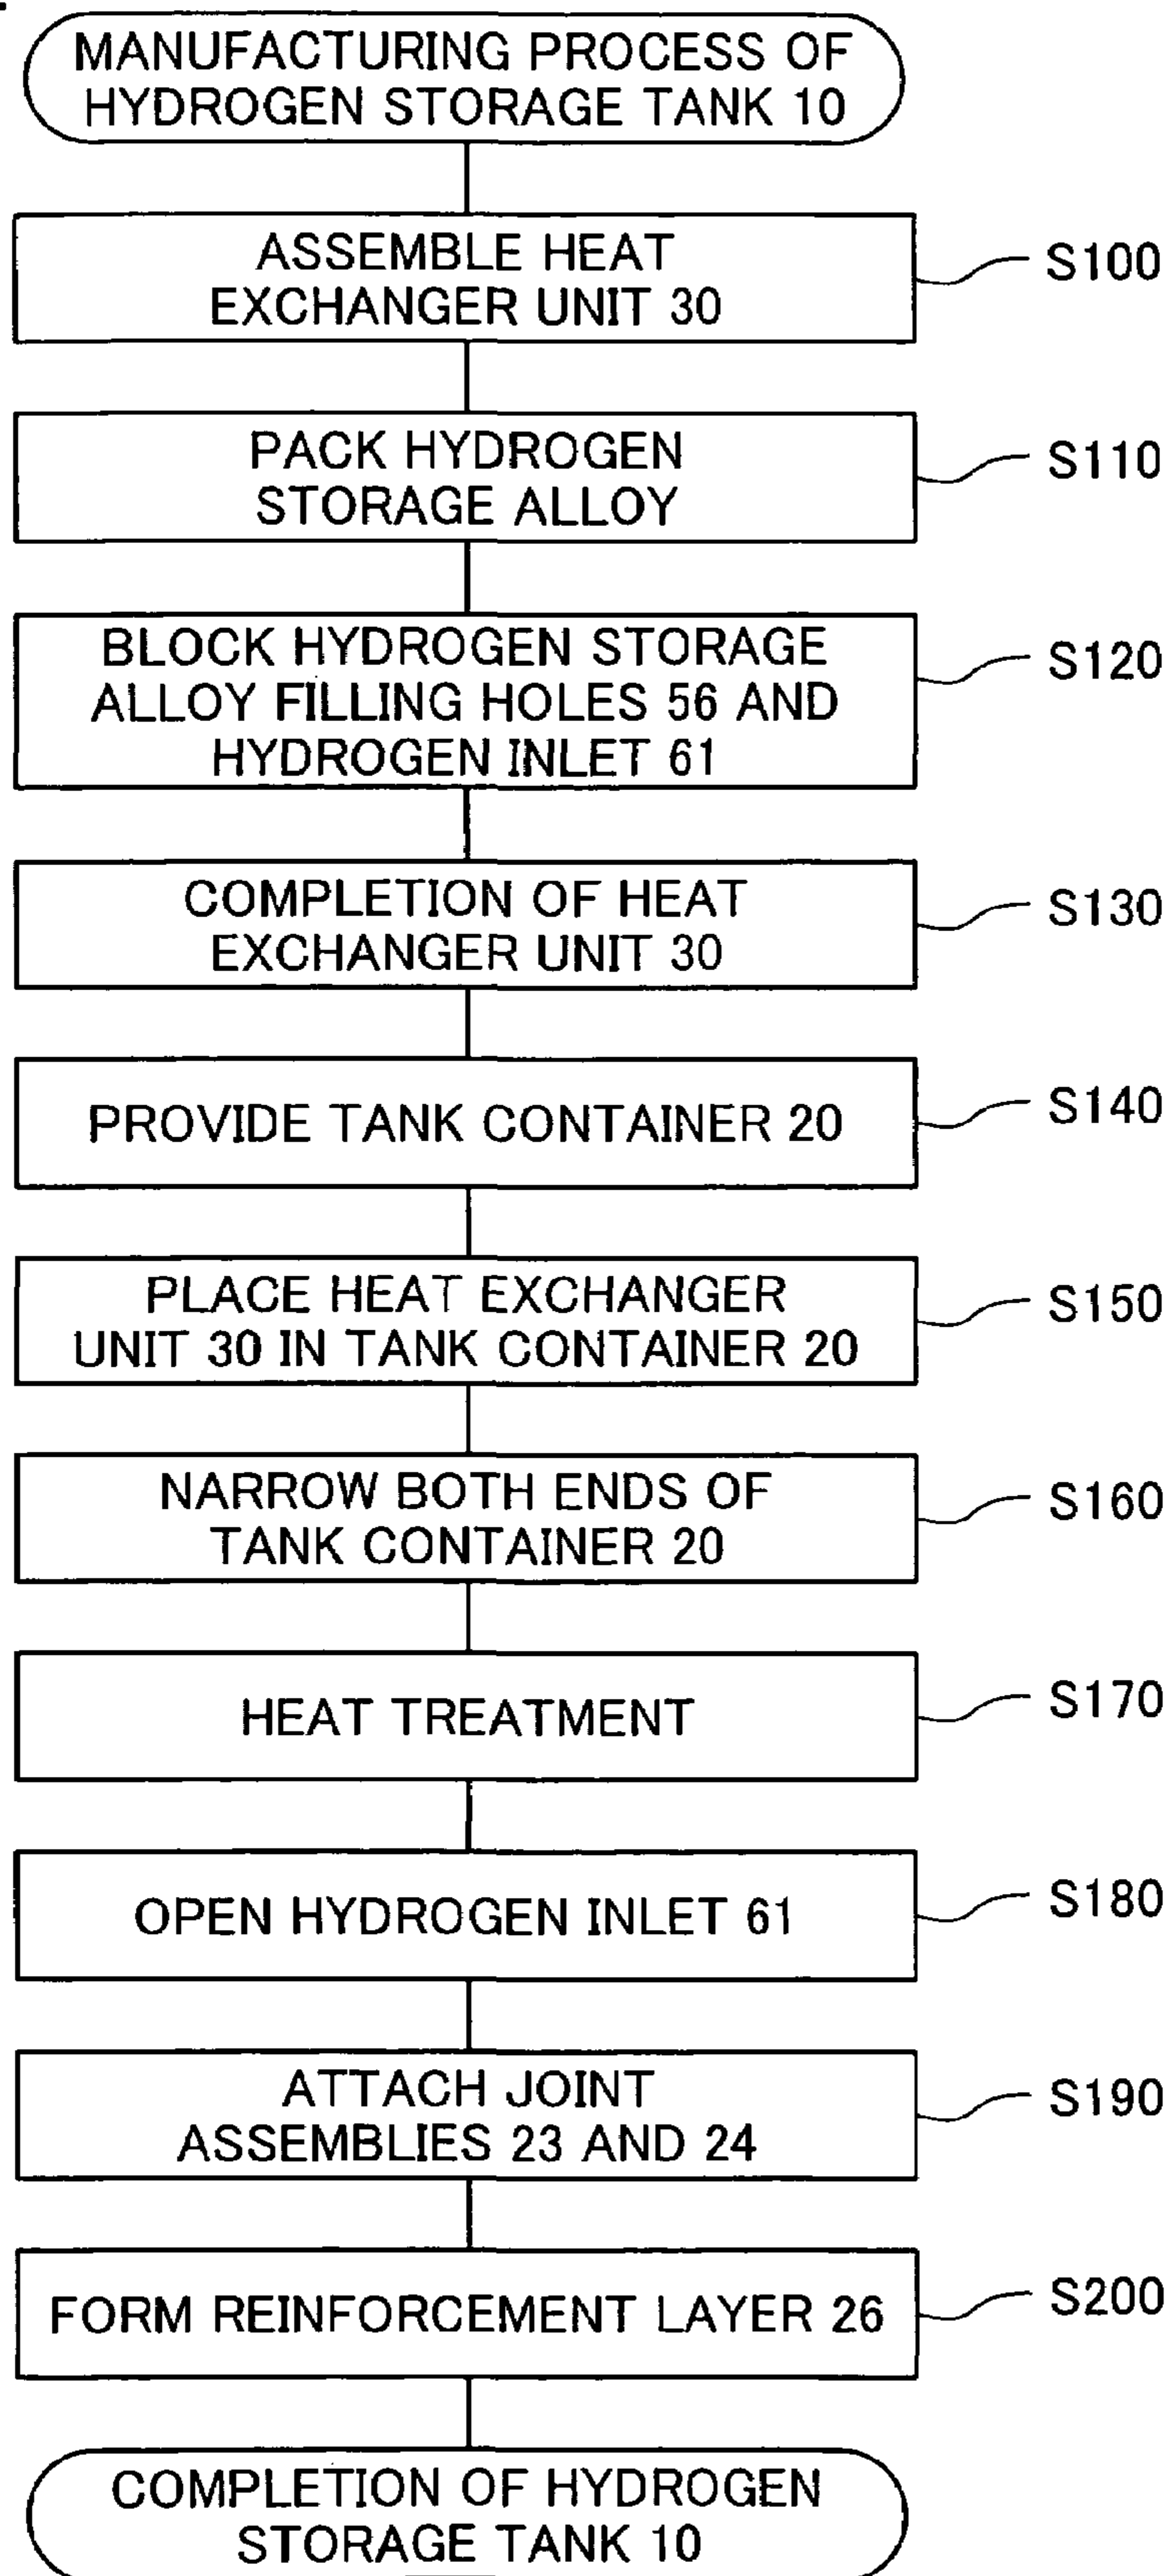 MANUFACTURING PROCESS OF
HYDROGEN STORAGE TANK 10
ASSEMBLE HEAT
EXCHANGER UNIT 30
S100
PACK HYDROGEN
STORAGE ALLOY
S110
BLOCK HYDROGEN STORAGE
ALLOY FILLING HOLES 56 AND
HYDROGEN INLET 61
S120
COMPLETION OF HEAT
EXCHANGER UNIT 30
S130
PROVIDE TANK CONTAINER 20
S140
PLACE HEAT EXCHANGER
UNIT 30 IN TANK CONTAINER 20
S150
NARROW BOTH ENDS OF
TANK CONTAINER 20
S160
HEAT TREATMENT
S170
OPEN HYDROGEN INLET 61
S180
ATTACH JOINT
ASSEMBLIES 23 AND 24
S190
FORM REINFORCEMENT LAYER 26
S200
COMPLETION OF HYDROGEN
STORAGE TANK 10